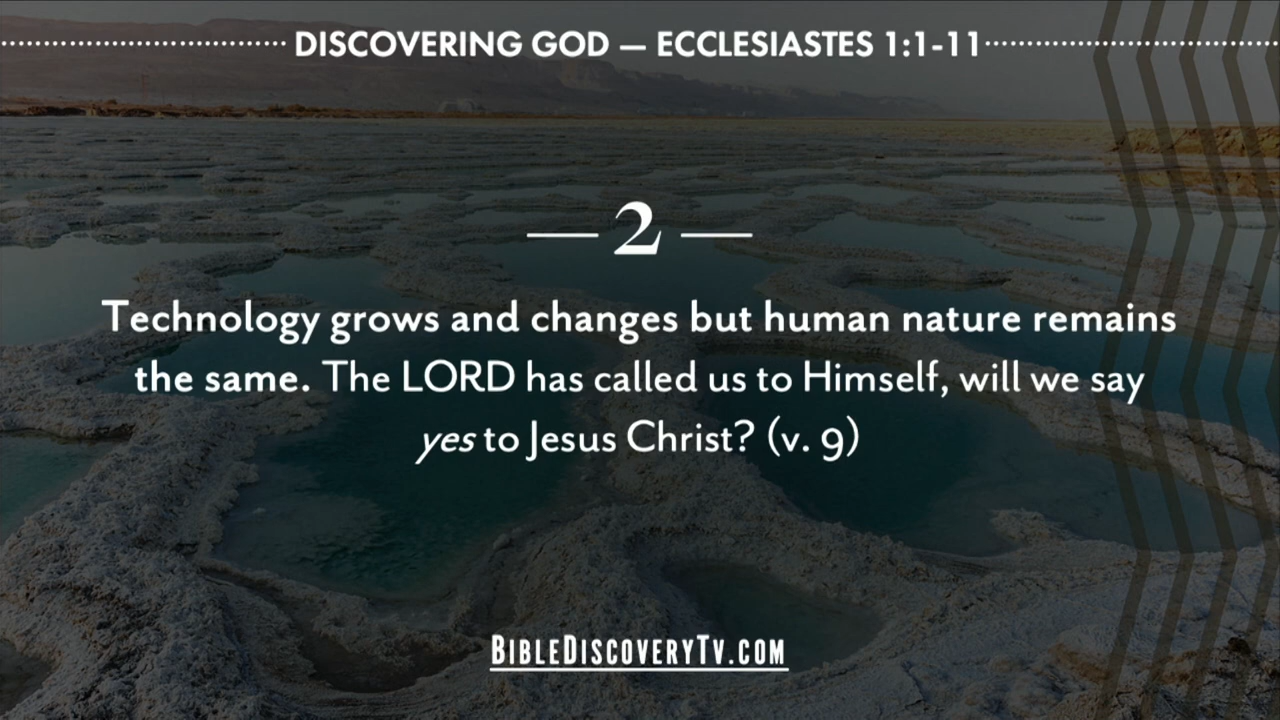 DISCOVERING GOD — ECCLESIASTES 1:1-11
— 2 —
Technology grows and changes but human nature remains
the same. The LORD has called us to Himself, will we say
yes to Jesus Christ? (v. 9)
BIBLEDISCOVERYTV.COM